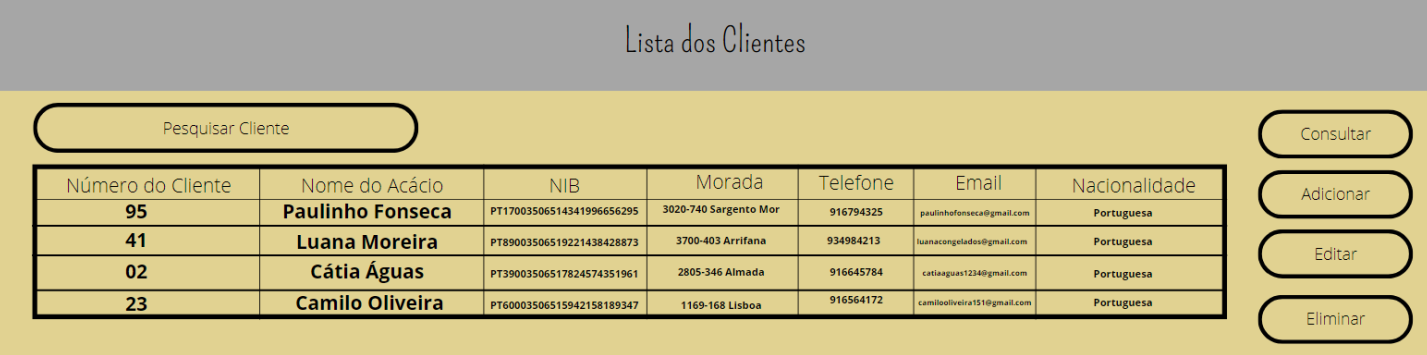 Lista dos Clientes
Pesquisar Cliente
Consultar
Adicionar
Editar
Eliminar
Número do Cliente Nome do Acácio NIB Morada Telefone Email Nacionalidade
95 Paulinho Fonseca PT17003506514341996656295 3020-740 Sargento Mor 916794325 paulinhofonseca@gmail.com Portuguesa
41 Luana Moreira PT89003506519221438428873 3700-403 Arrifana 934984213 luanacongelados@gmail.com Portuguesa
02 Cátia Águas PT39003506517824574351961 2805-346 Almada 916645784 catiaaguas1234@gmail.com Portuguesa
23 Camilo Oliveira PT60003506515942158189347 1169-168 Lisboa 916564172 camilooliveira151@gmail.com Portuguesa